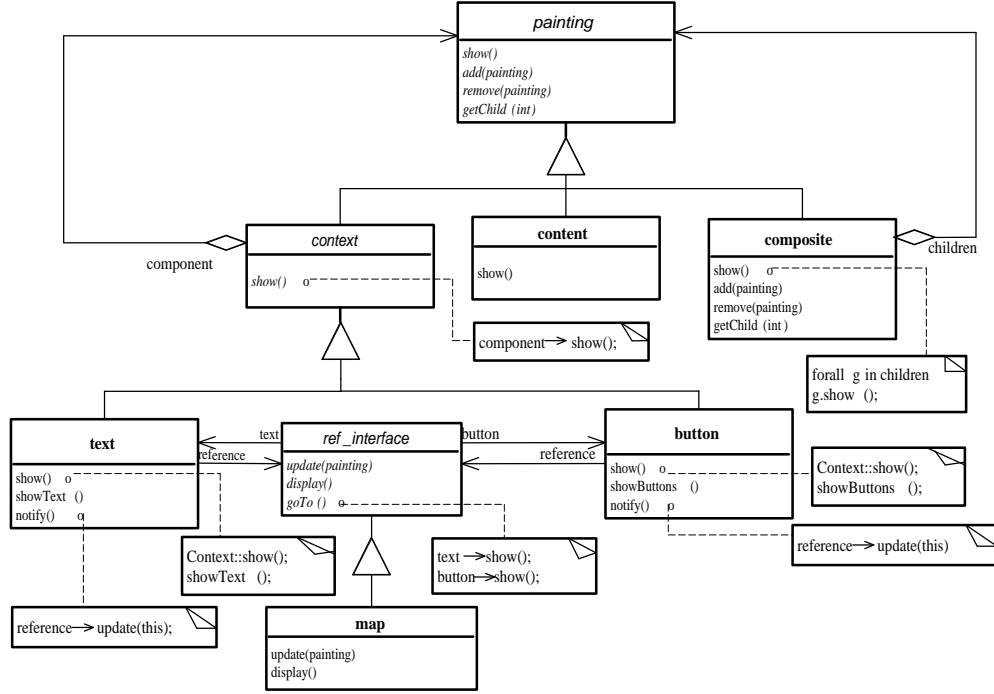 painting
show()
add(painting)
remove(painting)
getChild (int)
context
show() o
component
content
show()
composite
show() o
add(painting)
remove(painting)
getChild (int)
children
component → show();
forall g in children
g.show ();
text
show() o
showText ()
notify() o
text
reference
ref_interface
update(painting)
display()
goTo () o
button
reference
button
show() o
showButtons ()
notify() o
Context::show();
showButtons ();
reference → update(this)
Context::show();
showText ();
text → show();
button → show();
reference → update(this);
map
update(painting)
display()